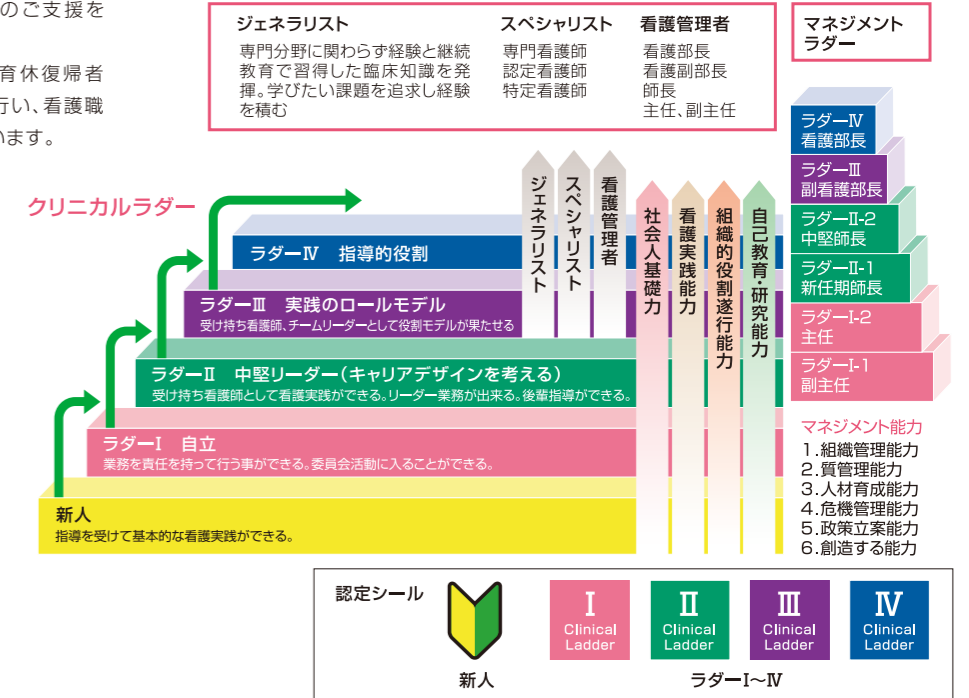 のご支援を
育休復帰者
行い、看護職
います。
ジェネラリスト
専門分野に関わらず経験と継続
教育で習得した臨床知識を発
揮。学びたい課題を追求し経験
を積む
スペシャリスト
専門看護師
認定看護師
特定看護師
看護管理者
看護部長
看護副部長
師長
主任、副主任
マネジメント
ラダー
ラダーⅣ
看護部長
ラダーⅢ
副看護部長
ラダーⅡ-2
中堅師長
ラダーⅡ-1
新任期師長
ラダーⅠ-2
主任
ラダーⅠ-1
副主任
クリニカルラダー
ジェネラリスト
スペシャリスト
看護管理者
社会人基礎力
看護実践能力
組織的役割遂行能力
自己教育・研究能力
ラダーⅣ 指導的役割
ラダーⅢ 実践のロールモデル
受け持ち看護師、チームリーダーとして役割モデルが果たせる
ラダーⅡ 中堅リーダー(キャリアデザインを考える)
受け持ち看護師として看護実践ができる。リーダー業務が出来る。後輩指導ができる。
ラダーⅠ 自立
業務を責任を持って行う事ができる。委員会活動に入ることができる。
新人
指導を受けて基本的な看護実践ができる。
マネジメント能力
1.組織管理能力
2.質管理能力
3.人材育成能力
4.危機管理能力
5.政策立案能力
6.創造する能力
認定シール
新人
Ⅰ
Clinical
Ladder
Ⅱ
Clinical
Ladder
Ⅲ
Clinical
Ladder
Ⅳ
Clinical
Ladder
ラダーⅠ〜Ⅳ